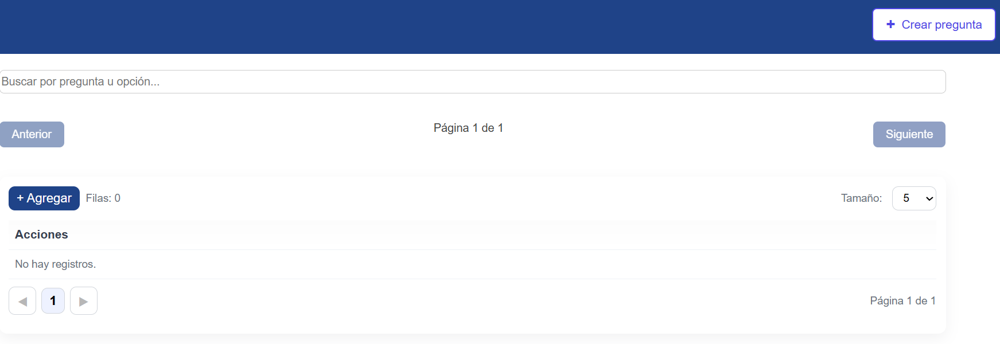 + Crear pregunta
Buscar por pregunta u opción...
Anterior
Página 1 de 1
Siguiente
+ Agregar
Filas: 0
Tamaño:
5
Acciones
No hay registros.
◀ 1 ▶
Página 1 de 1